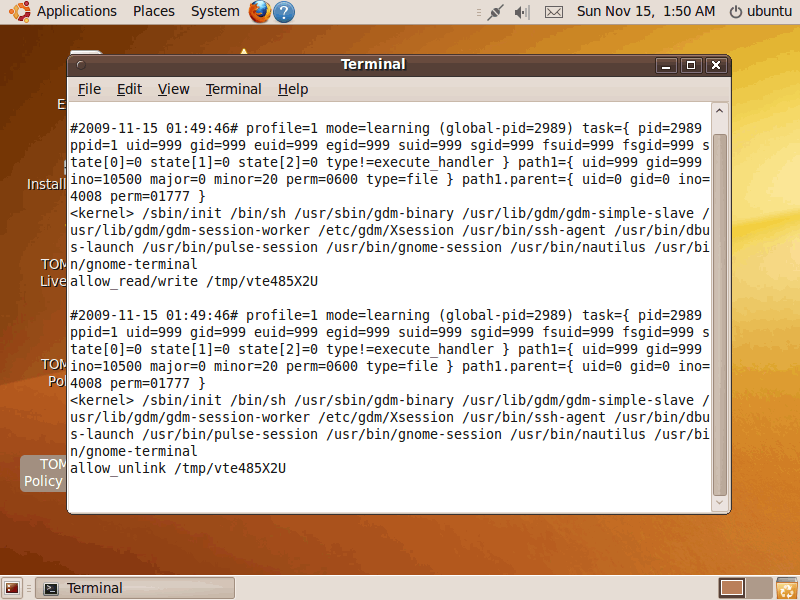 Applications Places System ? Sun Nov 15, 1:50 AM ubuntu
Terminal
File Edit View Terminal Help
#2009-11-15 01:49:46# profile=1 mode=learning (global-pid=2989) task={ pid=2989
ppid=1 uid=999 gid=999 euid=999 egid=999 suid=999 sgid=999 fsuid=999 fsgid=999 s
tate[0]=0 state[1]=0 state[2]=0 type!=execute_handler } path1={ uid=999 gid=999
ino=10500 major=0 minor=20 perm=0600 type=file } path1.parent={ uid=0 gid=0 ino=
4008 perm=01777 }
<kernel> /sbin/init /bin/sh /usr/sbin/gdm-binary /usr/lib/gdm/gdm-simple-slave /
usr/lib/gdm/gdm-session-worker /etc/gdm/Xsession /usr/bin/ssh-agent /usr/bin/dbu
s-launch /usr/bin/pulse-session /usr/bin/gnome-session /usr/bin/nautilus /usr/bi
n/gnome-terminal
allow_read/write /tmp/vte485X2U
#2009-11-15 01:49:46# profile=1 mode=learning (global-pid=2989) task={ pid=2989
ppid=1 uid=999 gid=999 euid=999 egid=999 suid=999 sgid=999 fsuid=999 fsgid=999 s
tate[0]=0 state[1]=0 state[2]=0 type!=execute_handler } path1={ uid=999 gid=999
ino=10500 major=0 minor=20 perm=0600 type=file } path1.parent={ uid=0 gid=0 ino=
4008 perm=01777 }
<kernel> /sbin/init /bin/sh /usr/sbin/gdm-binary /usr/lib/gdm/gdm-simple-slave /
usr/lib/gdm/gdm-session-worker /etc/gdm/Xsession /usr/bin/ssh-agent /usr/bin/dbu
s-launch /usr/bin/pulse-session /usr/bin/gnome-session /usr/bin/nautilus /usr/bi
n/gnome-terminal
allow_unlink /tmp/vte485X2U
E
Install
TOM
Live
TOM
Pol
TOM
Policy
Terminal